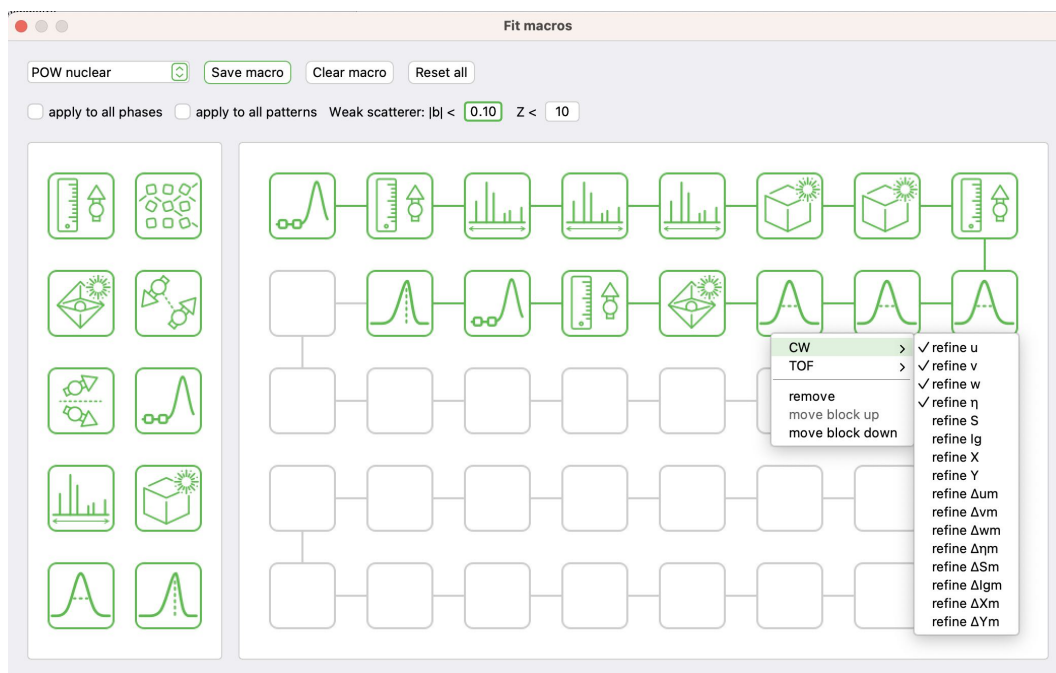 Fit macros
POW nuclear Save macro Clear macro Reset all
apply to all phases apply to all patterns Weak scatterer: |b| < 0.10 Z < 10
CW
TOF
remove
move block up
move block down
refine u
refine v
refine w
refine η
refine S
refine Ig
refine X
refine Y
refine Δum
refine Δvm
refine Δwm
refine Δηm
refine ΔSm
refine ΔIgm
refine ΔXm
refine ΔYm